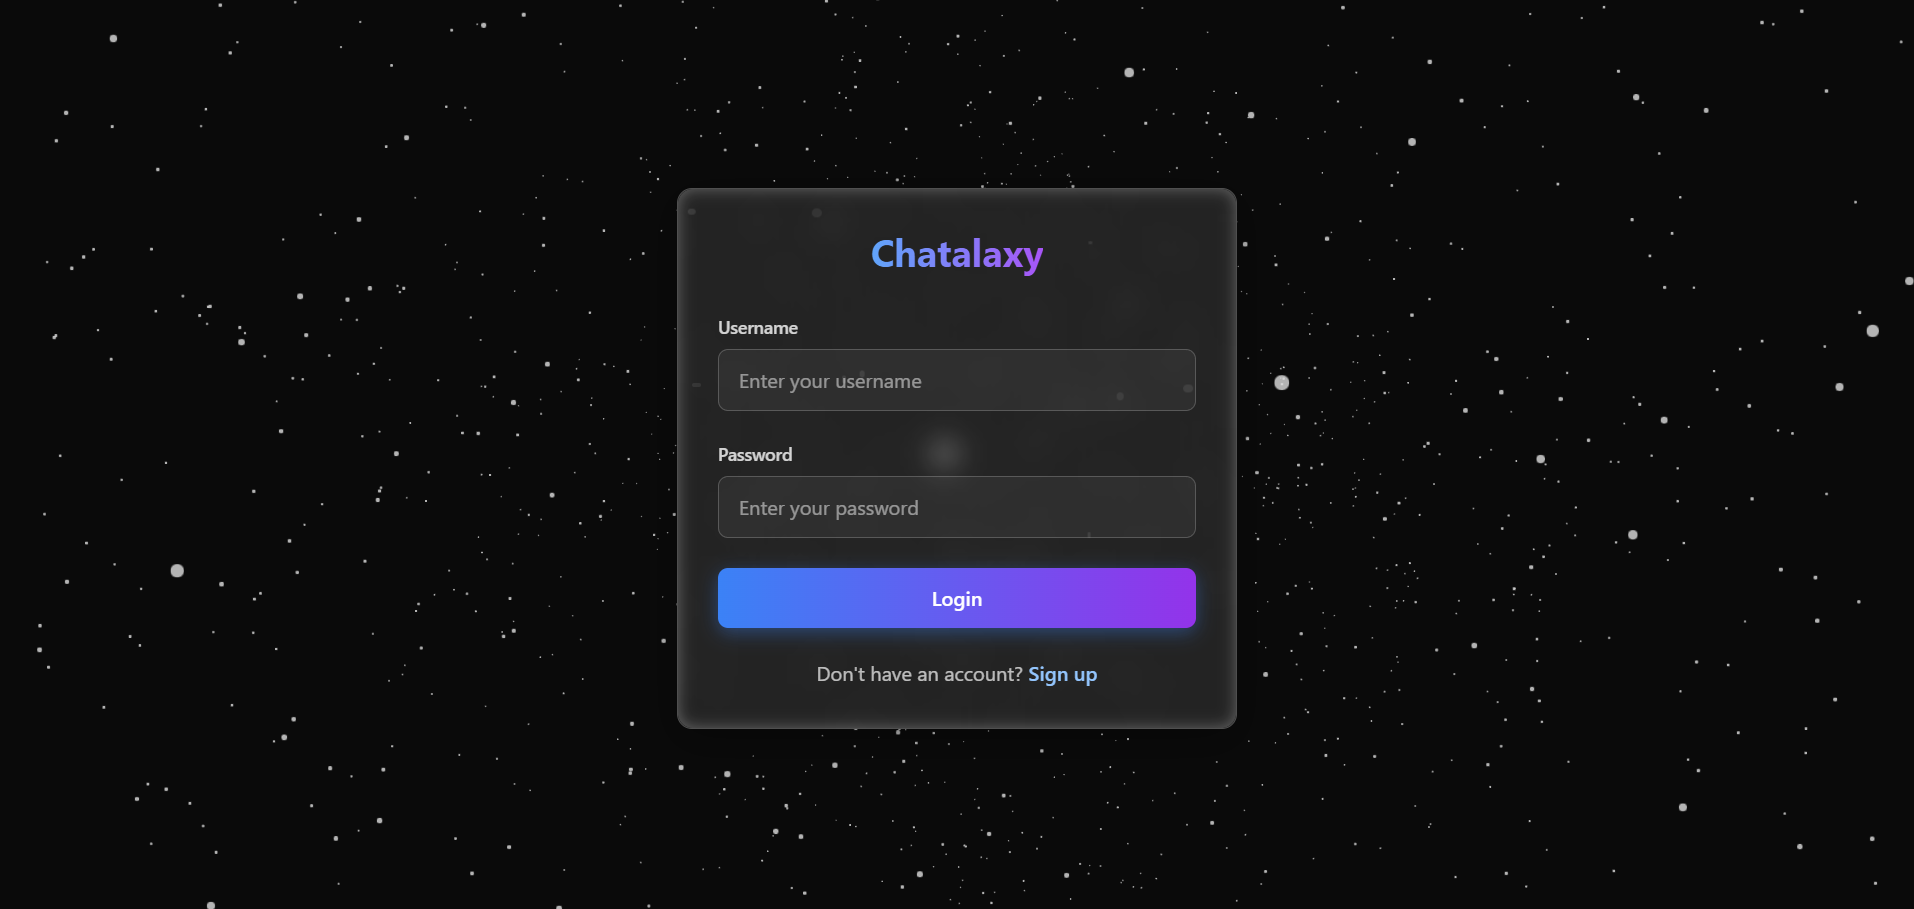 Chatalaxy
Username
Enter your username
Password
Enter your password
Login
Don't have an account? Sign up